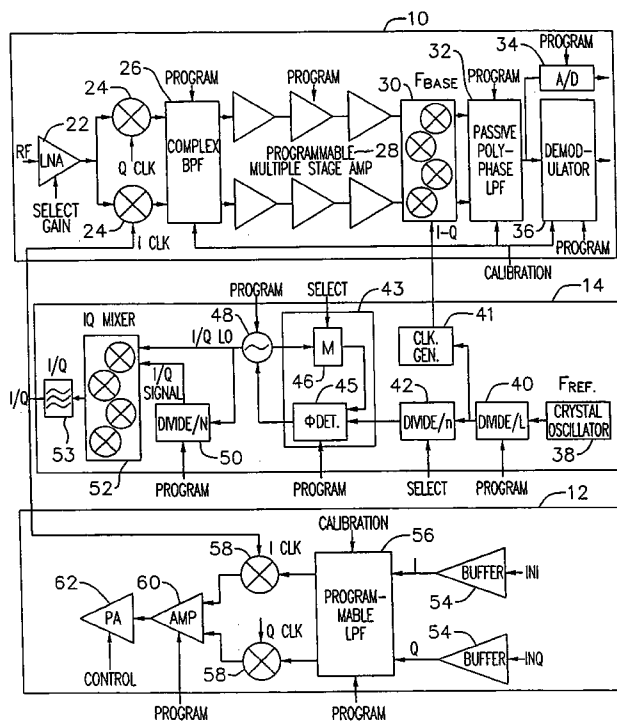 10
32
34
PROGRAM
26
PROGRAM
PROGRAM
30
FBASE
PROGRAM
A/D
24
22
RF
LNA
Q CLK
COMPLEX
BPF
PROGRAMMABLE
MULTIPLE STAGE AMP
28
PASSIVE
POLY-
PHASE
LPF
DEMOD-
ULATOR
SELECT
GAIN
24
I CLK
I-Q
36
PROGRAM
CALIBRATION
PROGRAM
SELECT
43
14
IQ MIXER
48
I/Q LO
M
46
CLK.
GEN.
41
I/Q
I/Q
I/Q
SIGNAL
45
42
40
FREF.
DIVIDE/N
ΦDET.
DIVIDE/n
DIVIDE/L
CRYSTAL
OSCILLATOR
53
50
38
52
PROGRAM
PROGRAM
SELECT
PROGRAM
12
CALIBRATION
56
58
I CLK
I
BUFFER
INI
62
60
54
PA
AMP
PROGRAM-
MABLE
LPF
54
Q CLK
Q
BUFFER
INQ
58
CONTROL
PROGRAM
PROGRAM